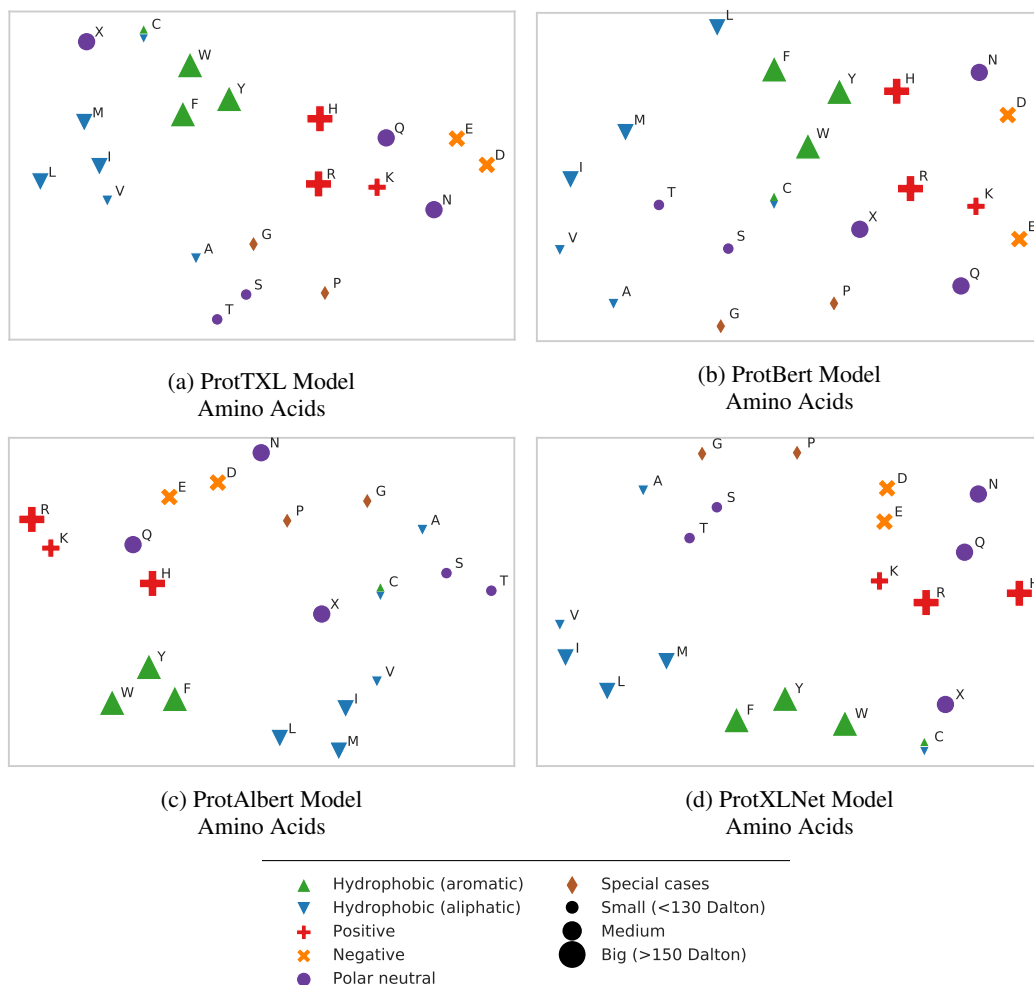 X
C
W
Y
F
M
H
Q
E
I
D
L
R
K
V
N
G
A
S
P
T
(a) ProtTXL Model
Amino Acids
L
F
N
H
Y
D
M
W
I
R
C
K
T
X
S
E
V
Q
A
P
G
(b) ProtBert Model
Amino Acids
N
D
E
G
R
P
A
K
Q
S
H
T
C
X
Y
V
W
F
I
L
M
(c) ProtAlbert Model
Amino Acids
G
P
A
D
N
S
E
T
Q
K
R
H
V
I
M
L
Y
X
F
W
C
(d) ProtXLNet Model
Amino Acids
Hydrophobic (aromatic)
Hydrophobic (aliphatic)
Positive
Negative
Polar neutral
Special cases
Small (<130 Dalton)
Medium
Big (>150 Dalton)